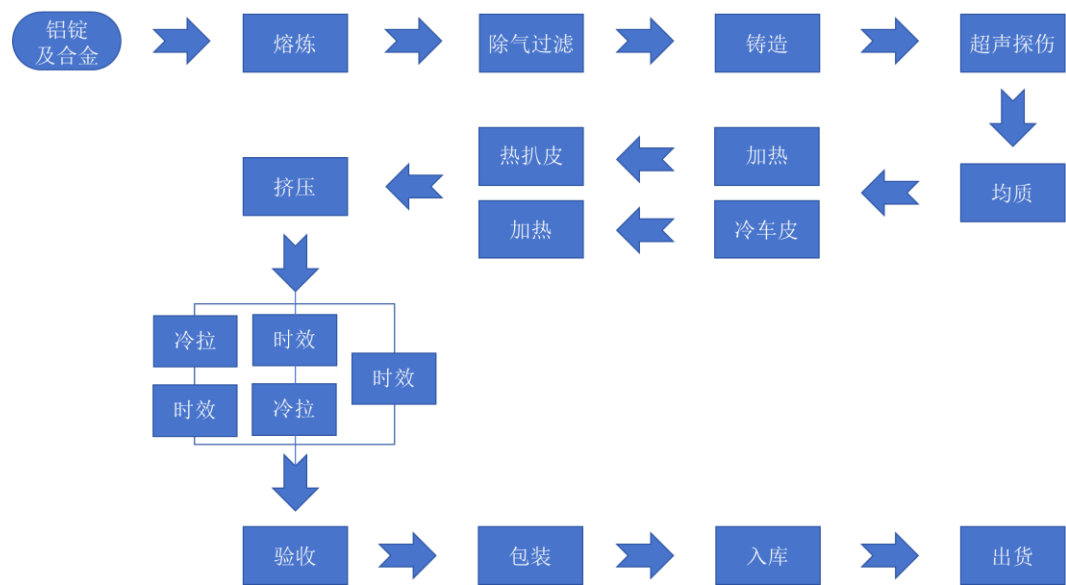 铝锭
及合金
熔炼
除气过滤
铸造
超声探伤
均质
加热
热扒皮
冷车皮
加热
挤压
冷拉
时效
时效
冷拉
时效
验收
包装
入库
出货